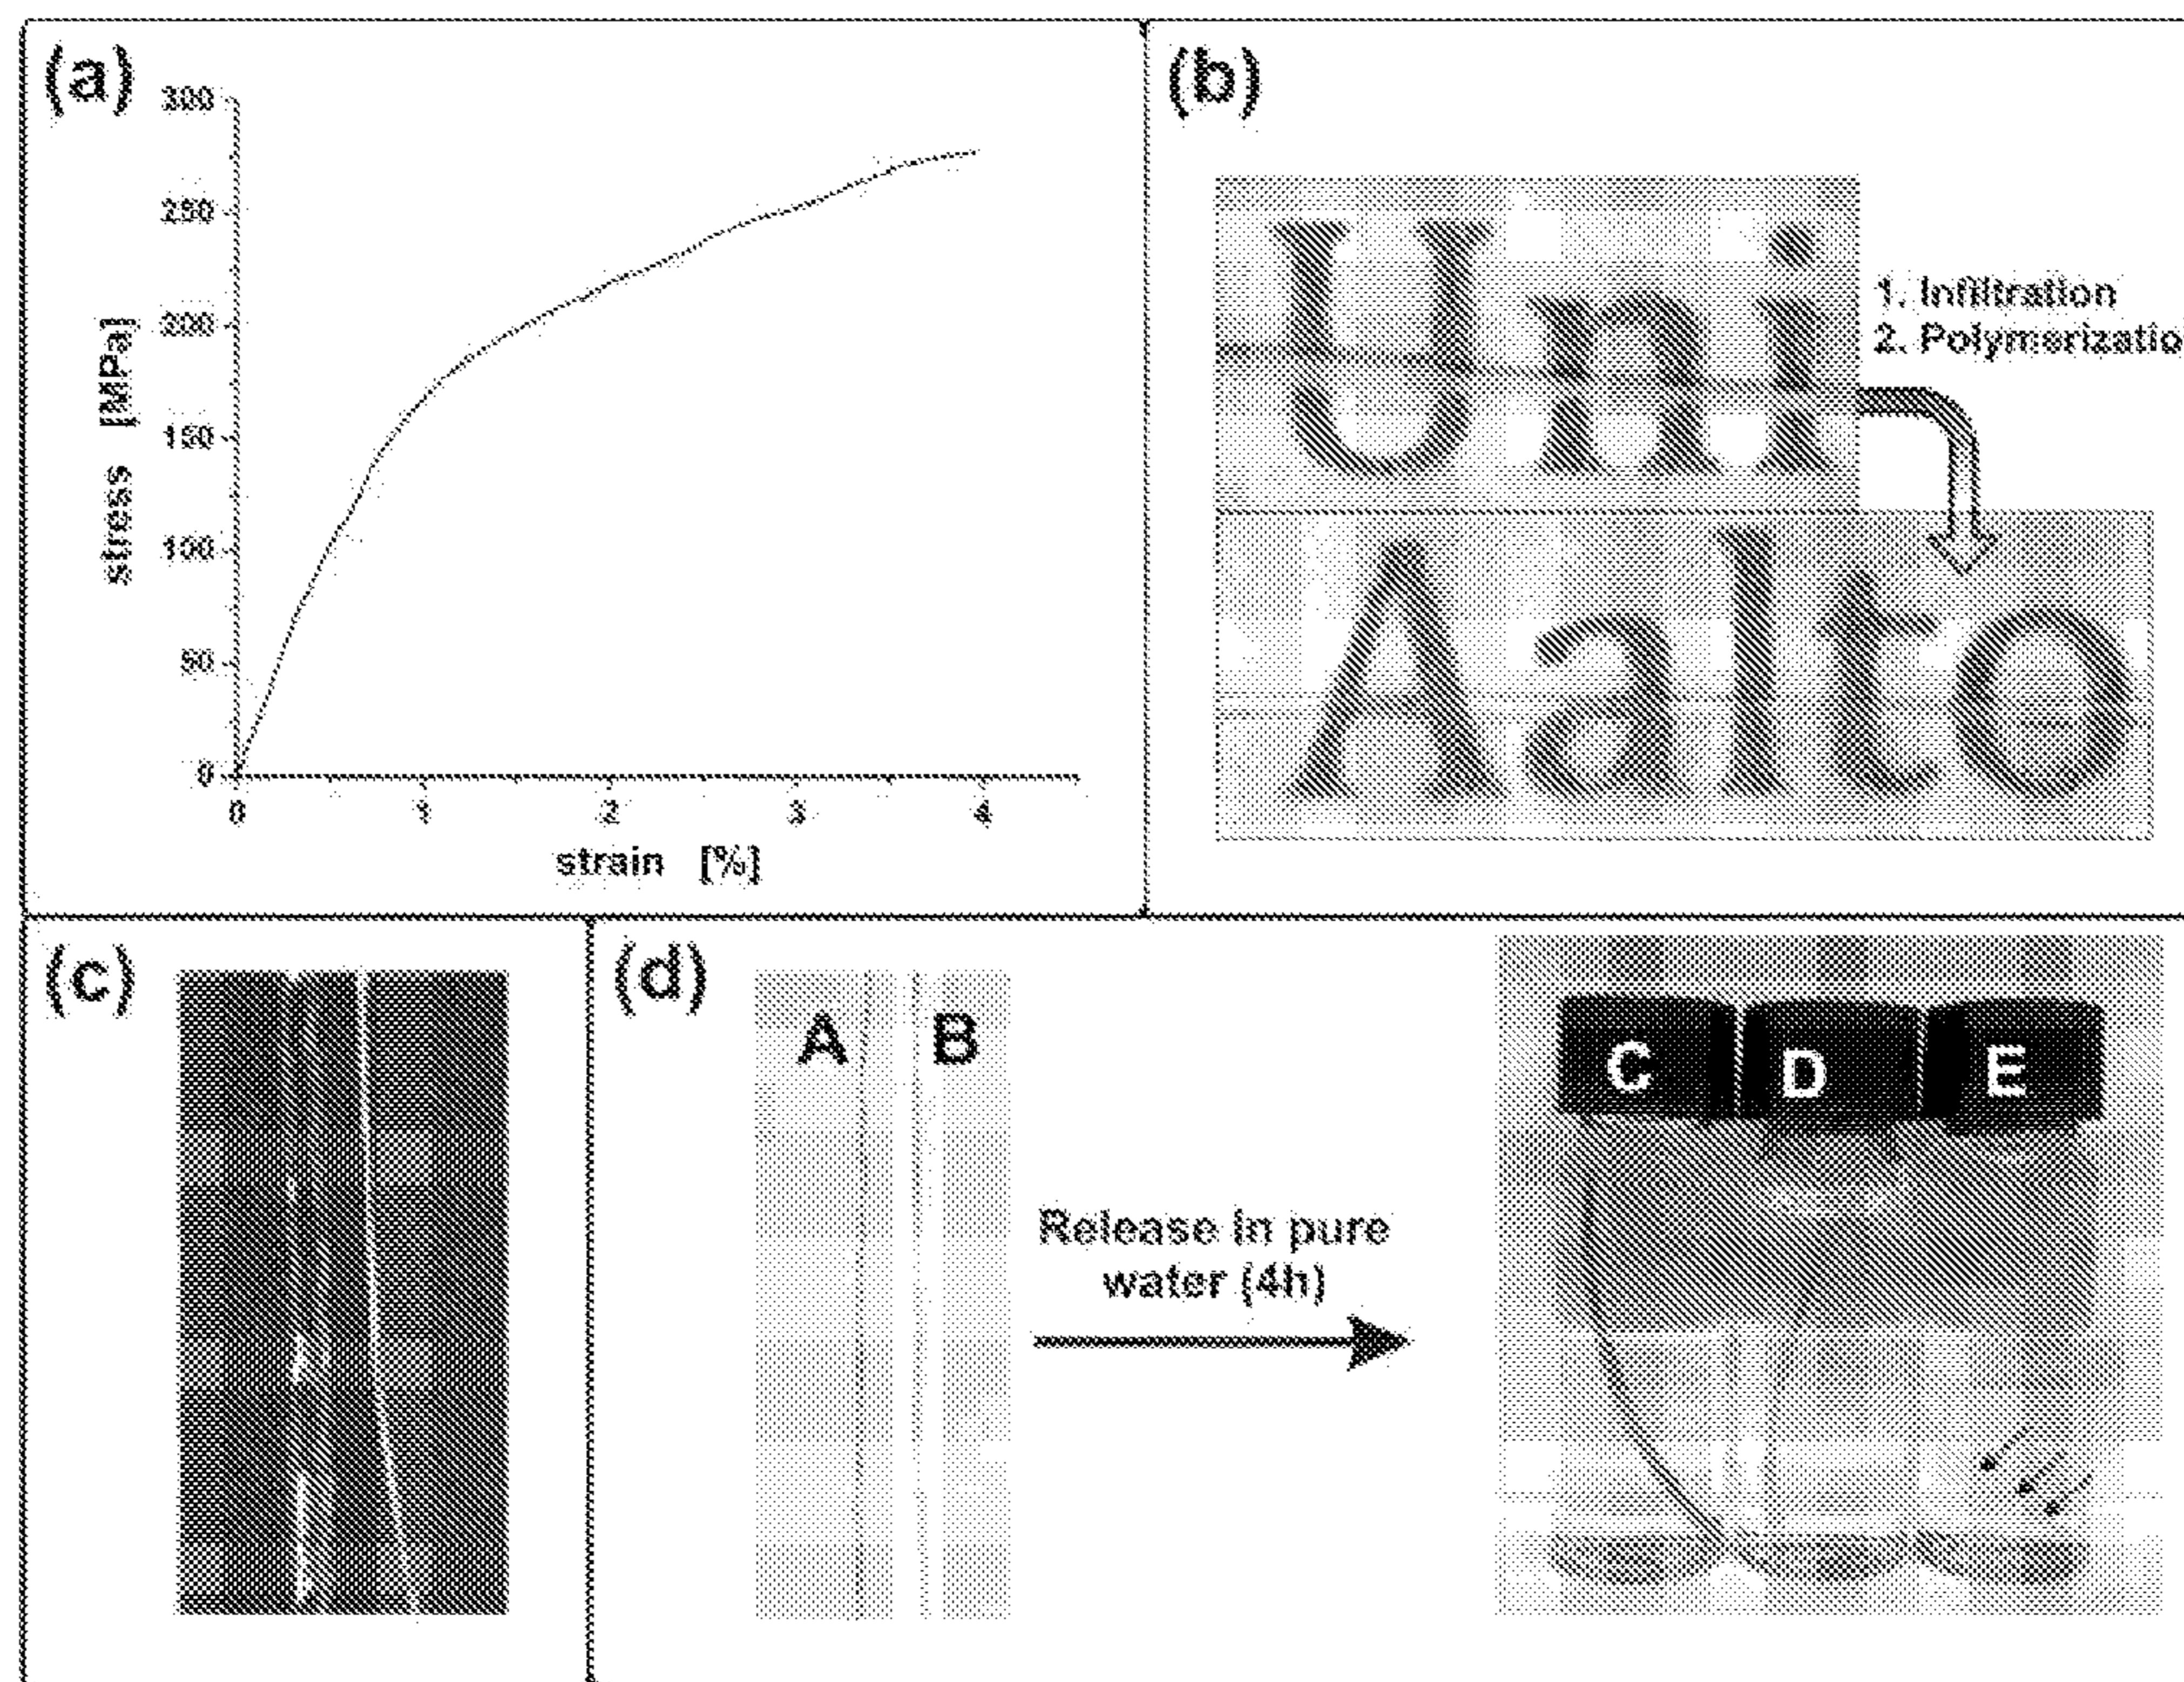 (a)
300
250
200
150
100
50
0
stress [MPa]
0 1 2 3 4
strain [%]
(b)
Uni
1. Infiltration
2. Polymerizatio
Aalto
(c)
(d)
A B
Release in pure
water (4h)
C D E